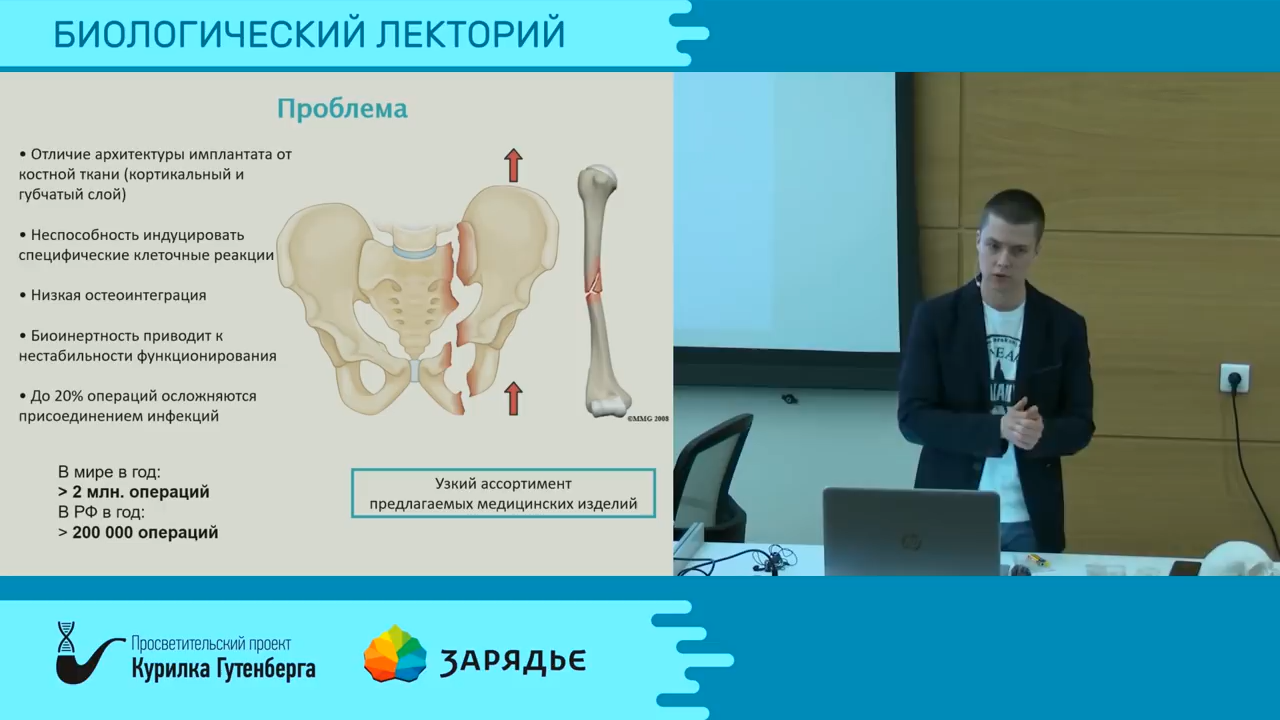 БИОЛОГИЧЕСКИЙ ЛЕКТОРИЙ
Проблема
• Отличие архитектуры имплантата от
костной ткани (кортикальный и
губчатый слой)
• Неспособность индуцировать
специфические клеточные реакции
• Низкая остеоинтеграция
• Биоинертность приводит к
нестабильности функционирования
• До 20% операций осложняются
присоединением инфекций
©MMG 2008
В мире в год:
> 2 млн. операций
В РФ в год:
> 200 000 операций
Узкий ассортимент
предлагаемых медицинских изделий
Просветительский проект
Курилка Гутенберга
ЗАРЯДЬЕ